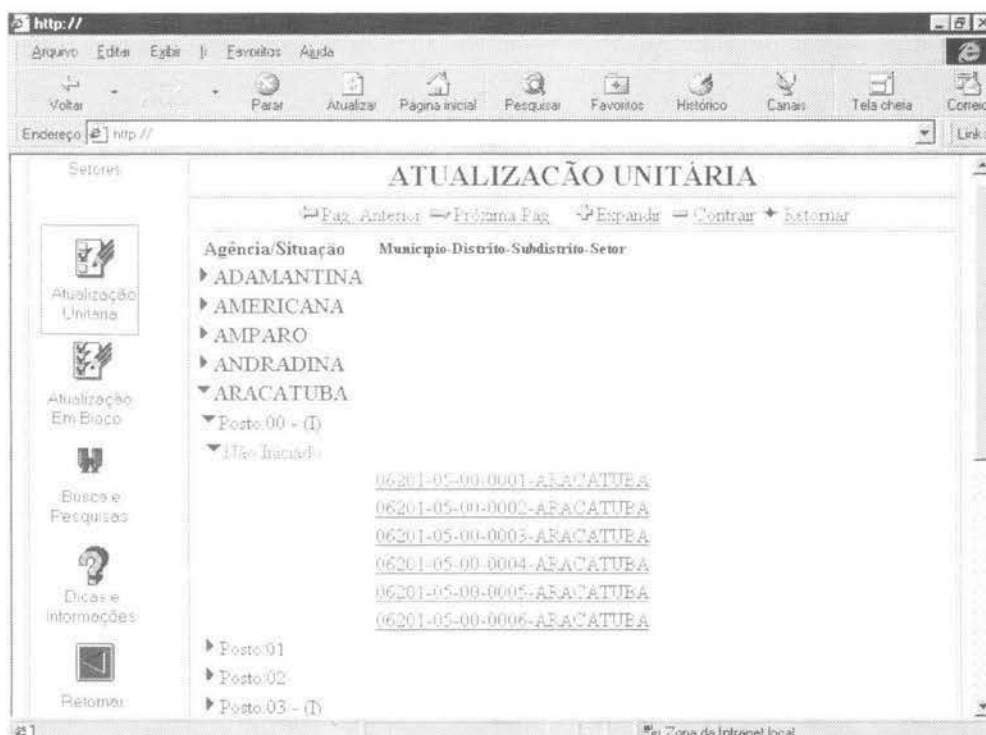 http://
Arquivo Editar Exibir Ir Favoritos Ajuda
Voltar Parar Atualizar Página inicial Pesquisar Favoritos Histórico Canais Tela cheia Correio
Endereço http:// Links
Setores
ATUALIZACÃO UNITÁRIA
Pag. Anterior Próxima Pag Expandir Contrair Retornar
Agência/Situação Municipio-Distrito-Subdistrito-Setor
ADAMANTINA
AMERICANA
Atualização
Unitária
AMPARO
ANDRADINA
ARACATUBA
Atualização
Em Bloco
Posto:00 - (I)
Não Iniciado
06201-05-00-0001-ARACATUBA
Busca e
Pesquisas
06201-05-00-0002-ARACATUBA
06201-05-00-0003-ARACATUBA
06201-05-00-0004-ARACATUBA
06201-05-00-0005-ARACATUBA
Dicas e
informações
06201-05-00-0006-ARACATUBA
Posto:01
Posto:02
Retornar
Posto:03 - (I)
Zona da Intranet local